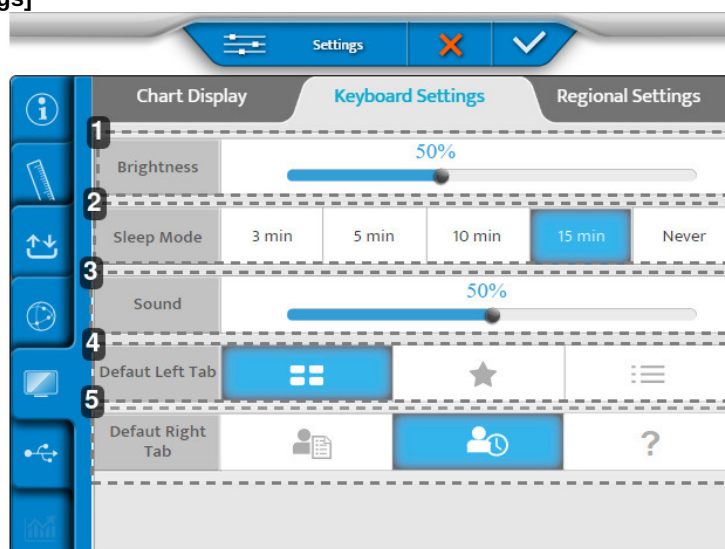 gs]
Settings
Chart Display Keyboard Settings Regional Settings
1
Brightness 50%
2
Sleep Mode 3 min 5 min 10 min 15 min Never
3
Sound 50%
4
Defaut Left Tab
5
Defaut Right
Tab ?